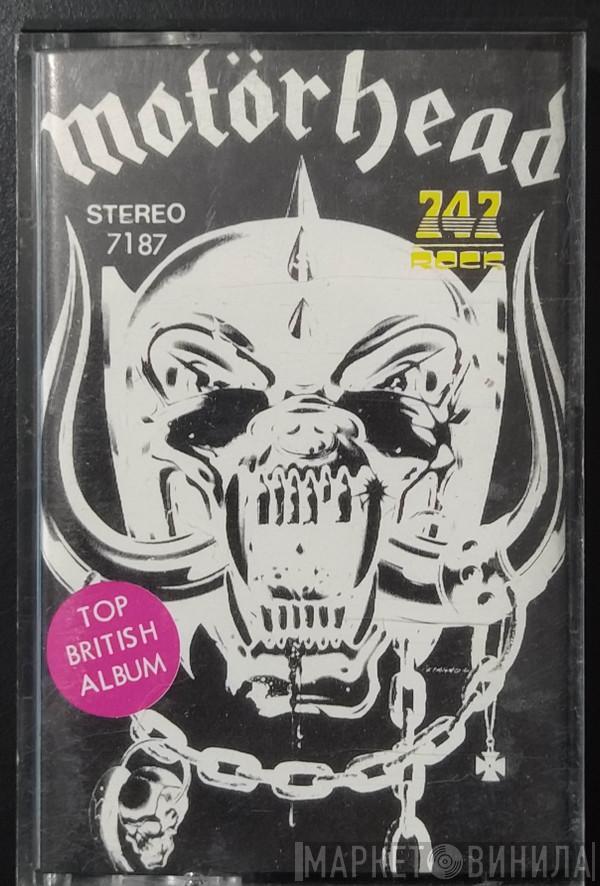 motörhead
STEREO
7187
242
ROCK
TOP
BRITISH
ALBUM
МАРКЕТ ВИНИЛА